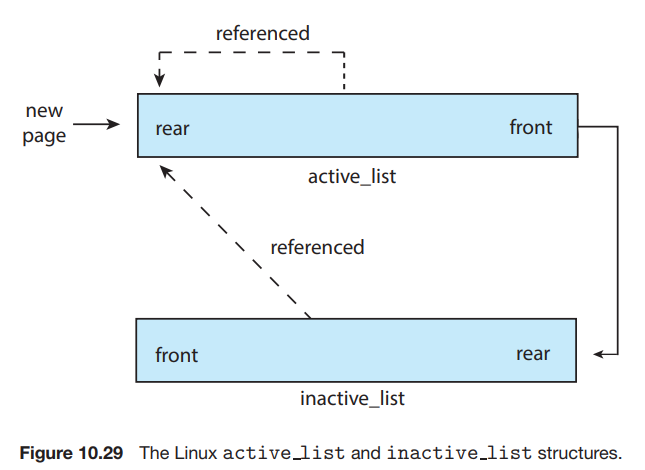 referenced
new
page
rear
front
active_list
referenced
front
rear
inactive_list
Figure 10.29 The Linux active_list and inactive_list structures.